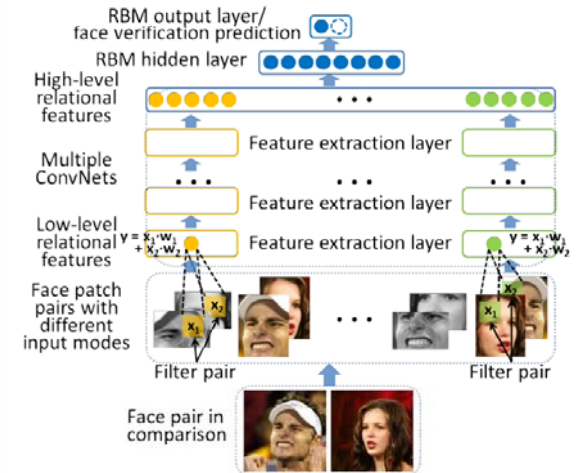 RBM output layer/
face verification prediction
RBM hidden layer
High-level
relational
features
. . .
Feature extraction layer
Multiple
ConvNets
. . .
. . .
. . .
Feature extraction layer
Low-level
relational
features
y = x₁·w₁
+ x₂·w₂
Feature extraction layer
y = x₁·w₁
+ x₂·w₂
Face patch
pairs with
different
input modes
x₂
x₁
. . .
x₂
x₁
Filter pair
Filter pair
Face pair in
comparison